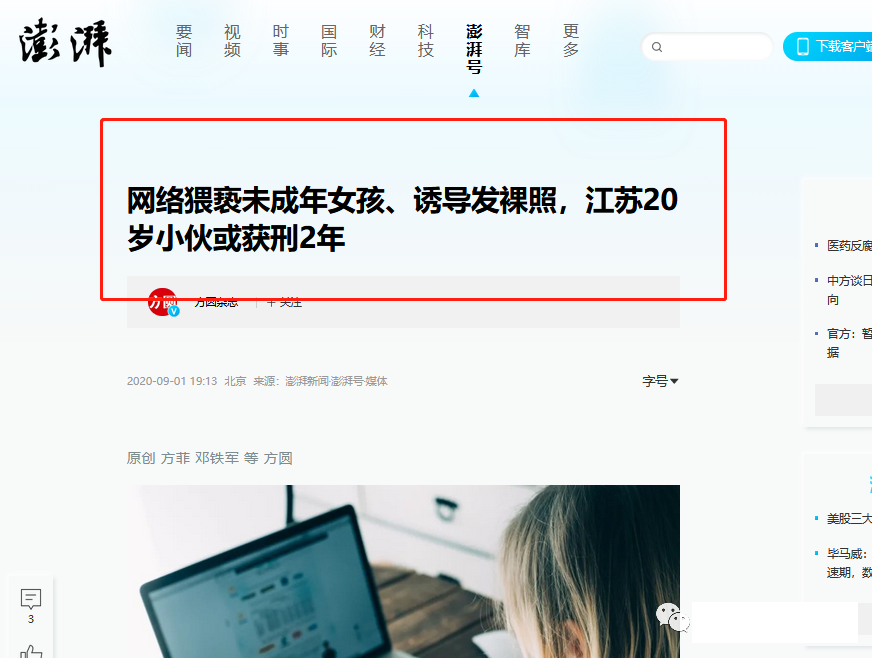 澎湃
要闻 视频 时事 国际 财经 科技 澎湃号 智库 更多
下载客户端
网络猥亵未成年女孩、诱导发裸照，江苏20
岁小伙或获刑2年
方圆
方圆杂志 + 关注
2020-09-01 19:13 北京 来源：澎湃新闻·澎湃号·媒体
字号
原创 方菲 邓铁军 等 方圆
医药反腐
中方谈日
向
官方：暂
据
美股三大
毕马威：
速期，数
3